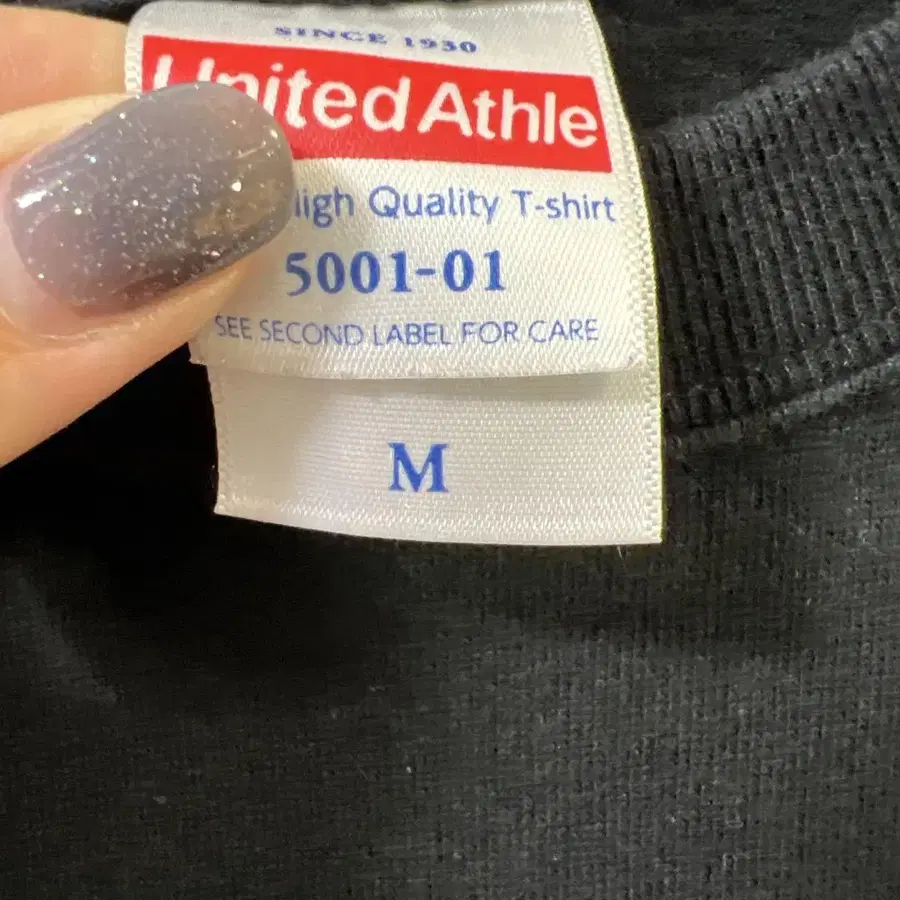 SINCE 1930
United Athle
High Quality T-shirt
5001-01
SEE SECOND LABEL FOR CARE
M